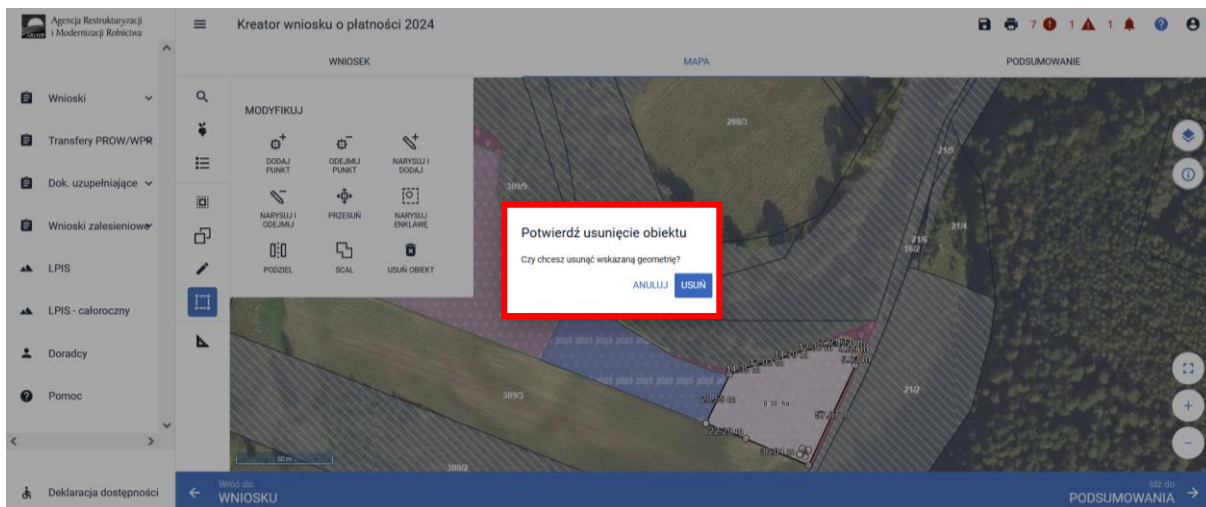 Agencja Restrukturyzacji
i Modernizacji Rolnictwa
Kreator wniosku o płatności 2024
7 1 1
WNIOSEK MAPA PODSUMOWANIE
Wnioski
Transfery PROW/WPR
Dok. uzupełniające
Wnioski zalesieniowe
LPIS
LPIS - całoroczny
Doradcy
Pomoc
Deklaracja dostępności
MODYFIKUJ
DODAJ
PUNKT
ODEJMIJ
PUNKT
NARYSUJ I
DODAJ
NARYSUJ I
ODEJMIJ
PRZESUŃ
NARYSUJ
ENKLAWĘ
PODZIEL
SCAL
USUŃ OBIEKT
288/3
21/5
309/9
21/4
21/6
16/2
Potwierdź usunięcie obiektu
Czy chcesz usunąć wskazaną geometrię?
ANULUJ USUŃ
309/3
21/2
0.30 ha
50 m
309/2
Wróć do
WNIOSKU
Idź do
PODSUMOWANIA